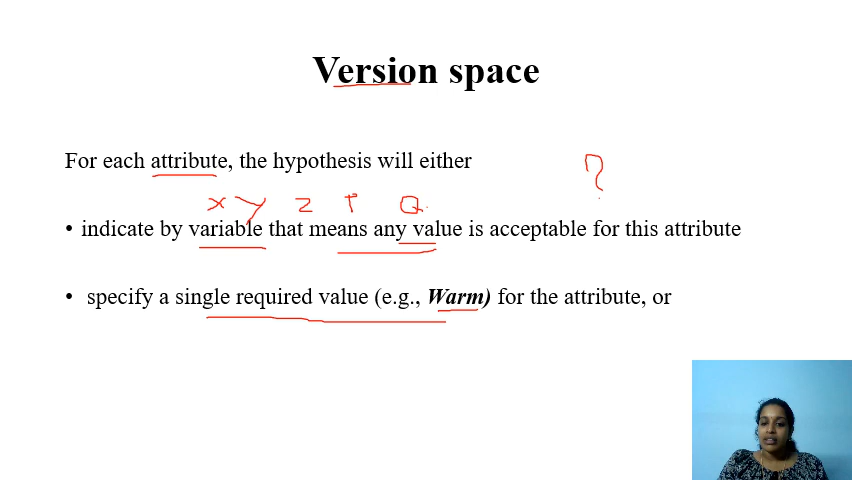 Version space
For each attribute, the hypothesis will either
?
x y z P Q
• indicate by variable that means any value is acceptable for this attribute
• specify a single required value (e.g., Warm) for the attribute, or